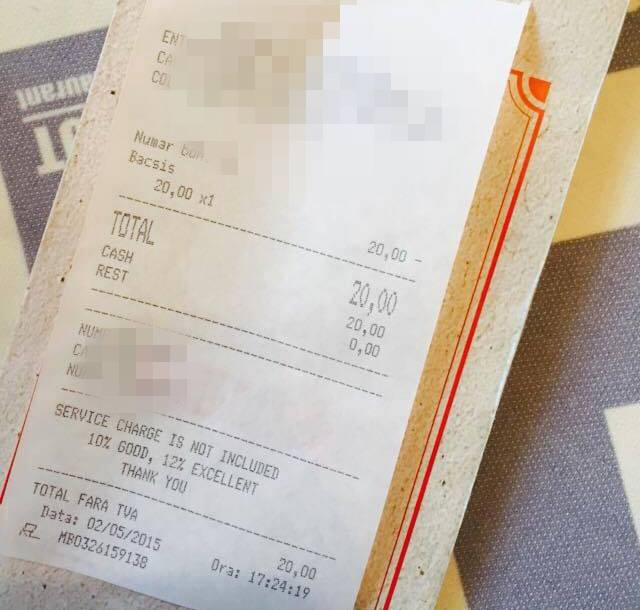 ENT
CA
CO
Numar
Bacsis
20,00 x1
20,00 -
TOTAL 20,00
CASH 20,00
REST 0,00
NU
C
NU
SERVICE CHARGE IS NOT INCLUDED
10% GOOD, 12% EXCELLENT
THANK YOU
TOTAL FARA TVA 20,00
Data: 02/05/2015 Ora: 17:24:19
MB0326159138